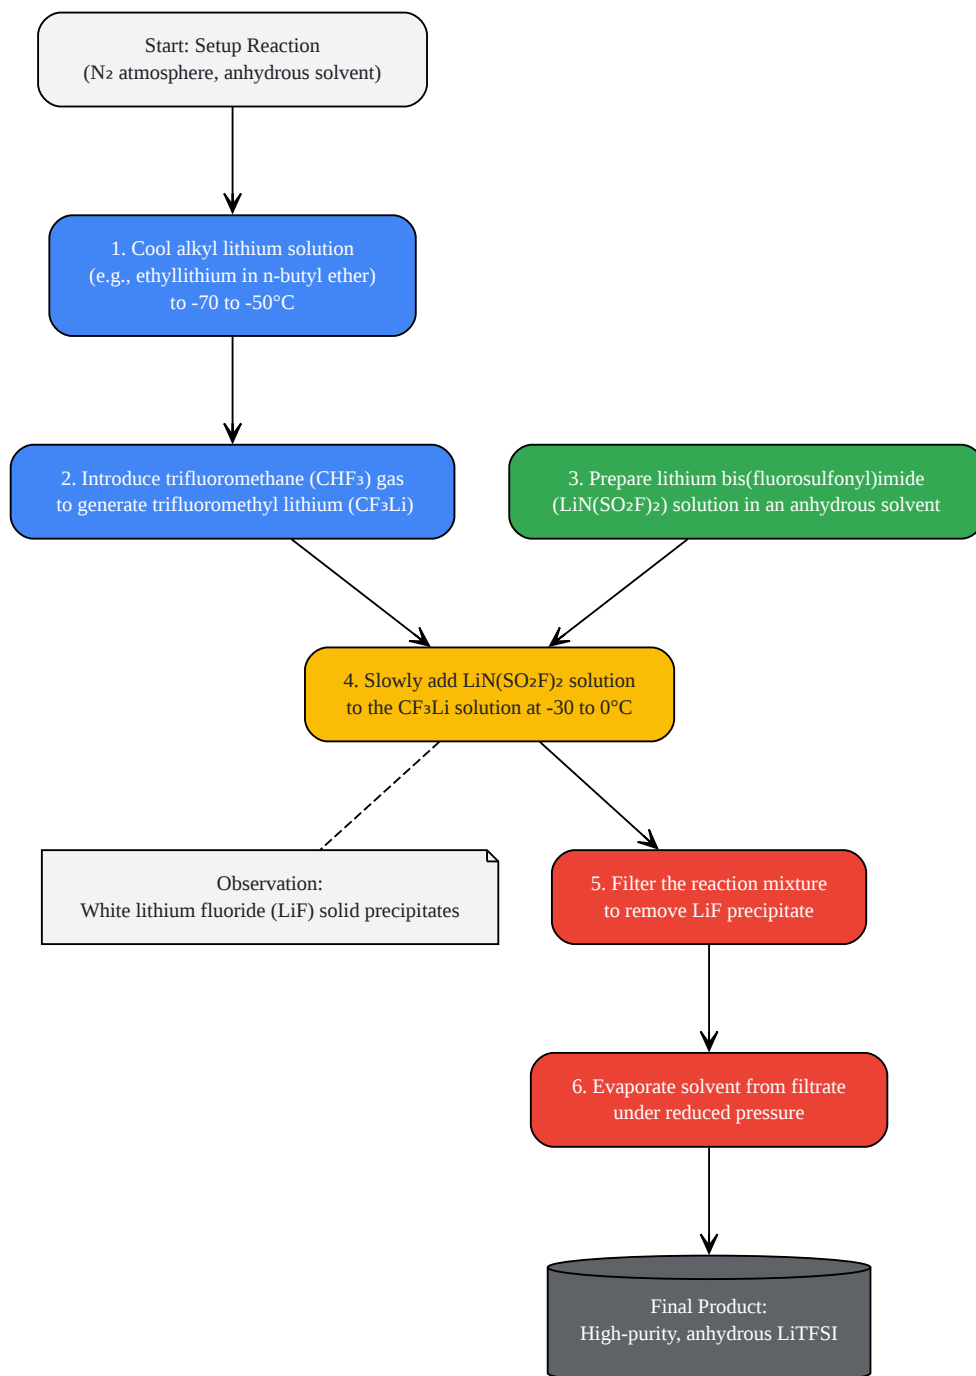 Start: Setup Reaction
(N₂ atmosphere, anhydrous solvent)
1. Cool alkyl lithium solution
(e.g., ethyllithium in n-butyl ether)
to -70 to -50°C
2. Introduce trifluoromethane (CHF₃) gas
to generate trifluoromethyl lithium (CF₃Li)
3. Prepare lithium bis(fluorosulfonyl)imide
(LiN(SO₂F)₂) solution in an anhydrous solvent
4. Slowly add LiN(SO₂F)₂ solution
to the CF₃Li solution at -30 to 0°C
Observation:
White lithium fluoride (LiF) solid precipitates
5. Filter the reaction mixture
to remove LiF precipitate
6. Evaporate solvent from filtrate
under reduced pressure
Final Product:
High-purity, anhydrous LiTFSI